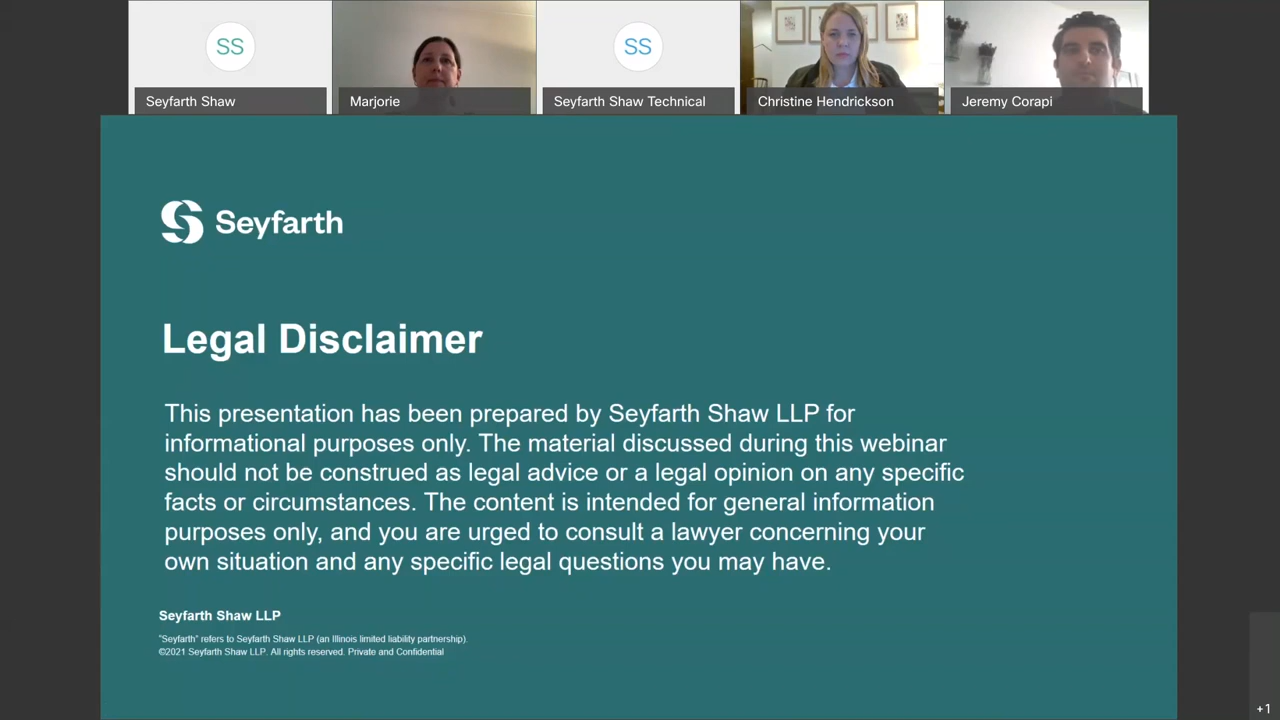 SS
SS
Seyfarth Shaw
Marjorie
Seyfarth Shaw Technical
Christine Hendrickson
Jeremy Corapi
Seyfarth
Legal Disclaimer
This presentation has been prepared by Seyfarth Shaw LLP for
informational purposes only. The material discussed during this webinar
should not be construed as legal advice or a legal opinion on any specific
facts or circumstances. The content is intended for general information
purposes only, and you are urged to consult a lawyer concerning your
own situation and any specific legal questions you may have.
Seyfarth Shaw LLP
"Seyfarth" refers to Seyfarth Shaw LLP (an Illinois limited liability partnership).
©2021 Seyfarth Shaw LLP. All rights reserved. Private and Confidential
+1